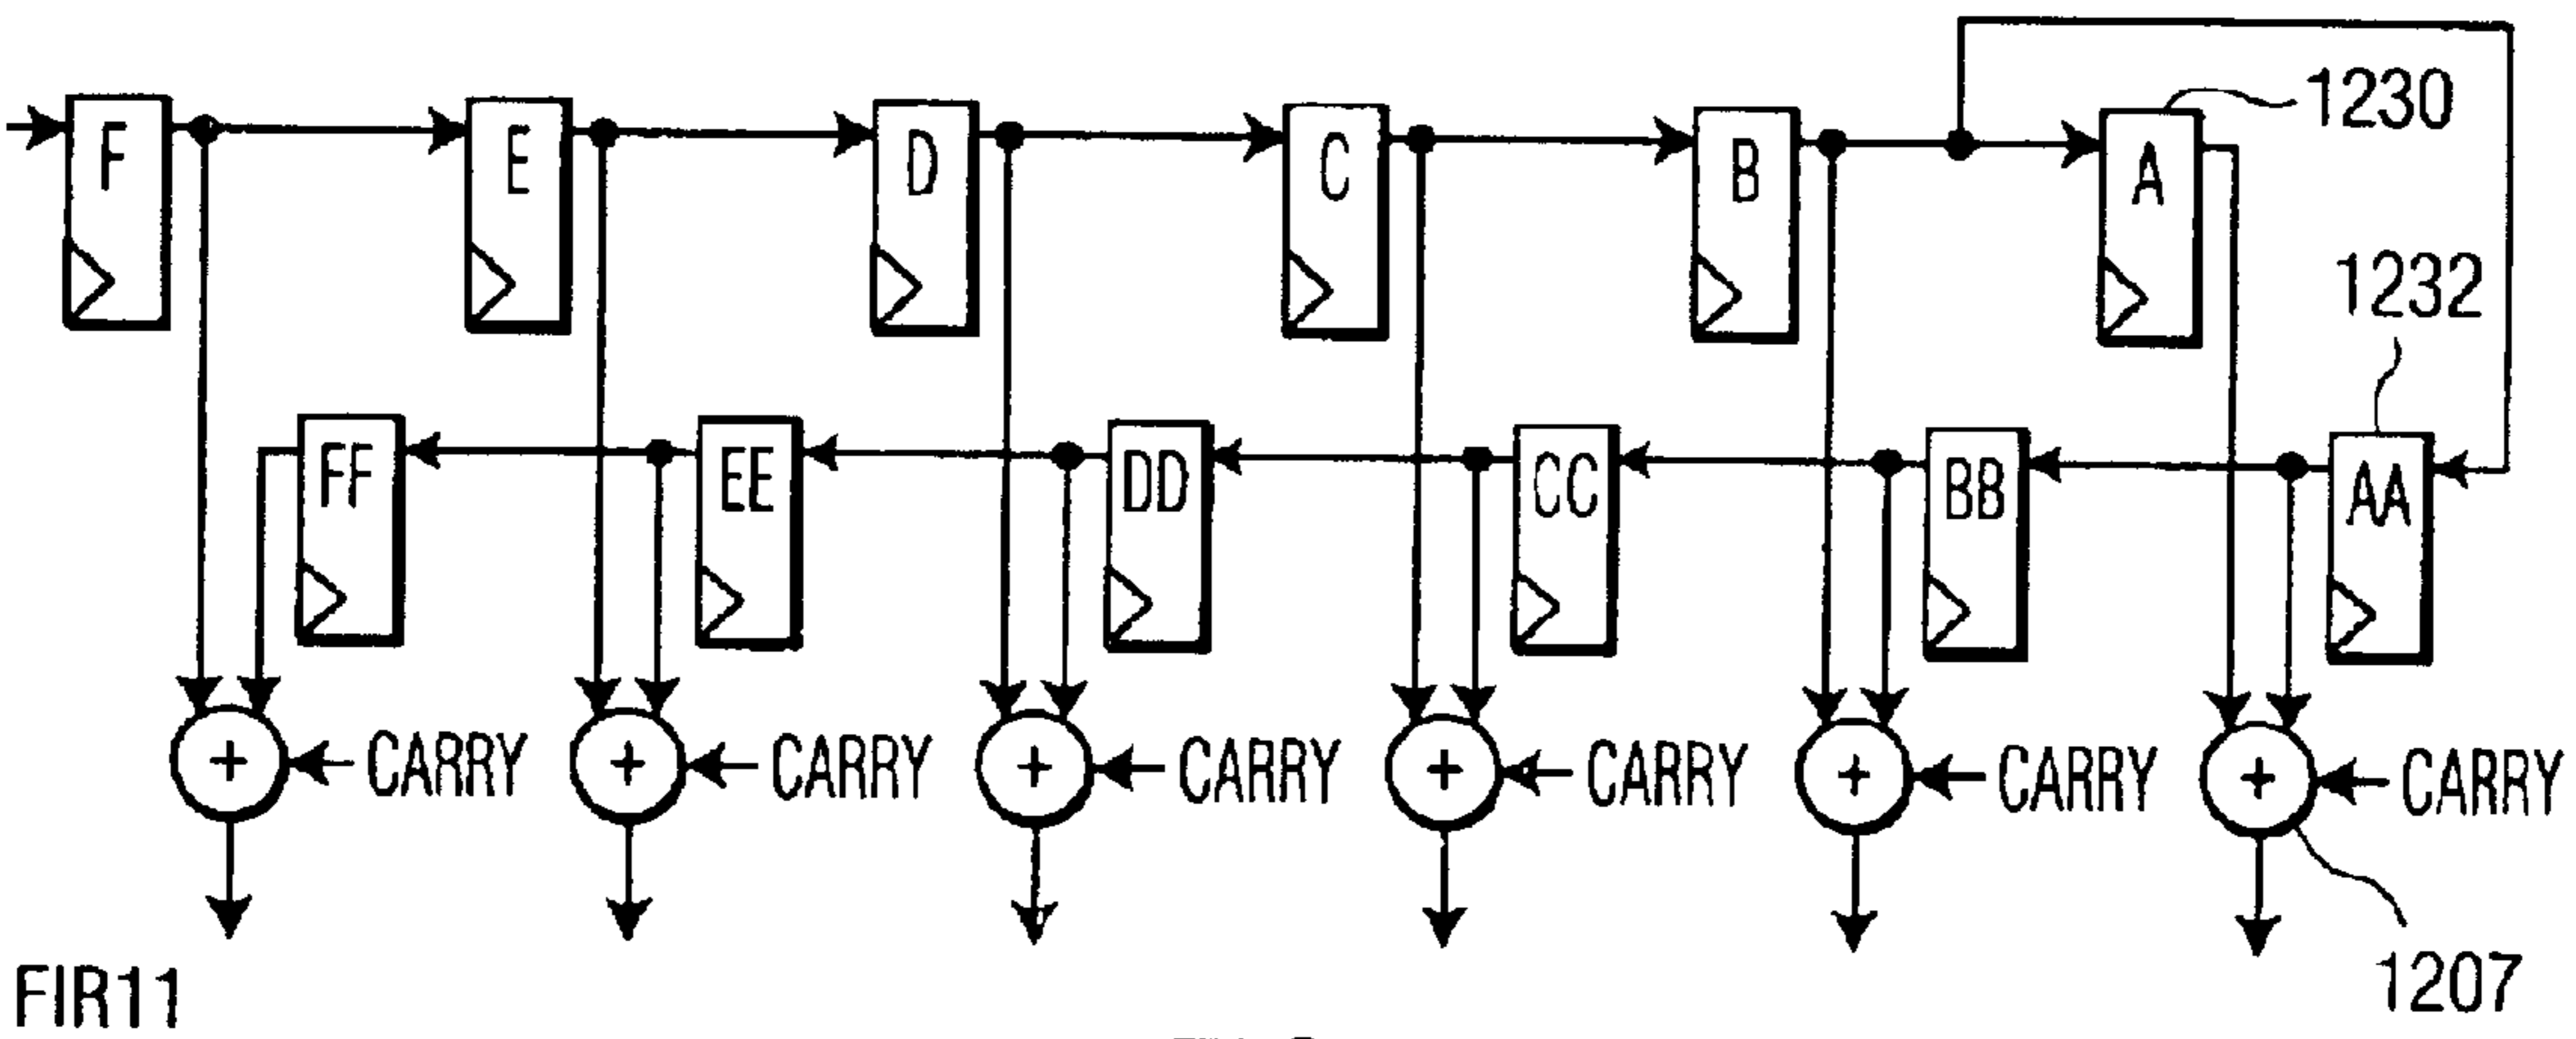 F
E
D
C
B
A
1230
1232
FF
EE
DD
CC
BB
AA
+ CARRY
+ CARRY
+ CARRY
+ CARRY
+ CARRY
+ CARRY
1207
FIR11